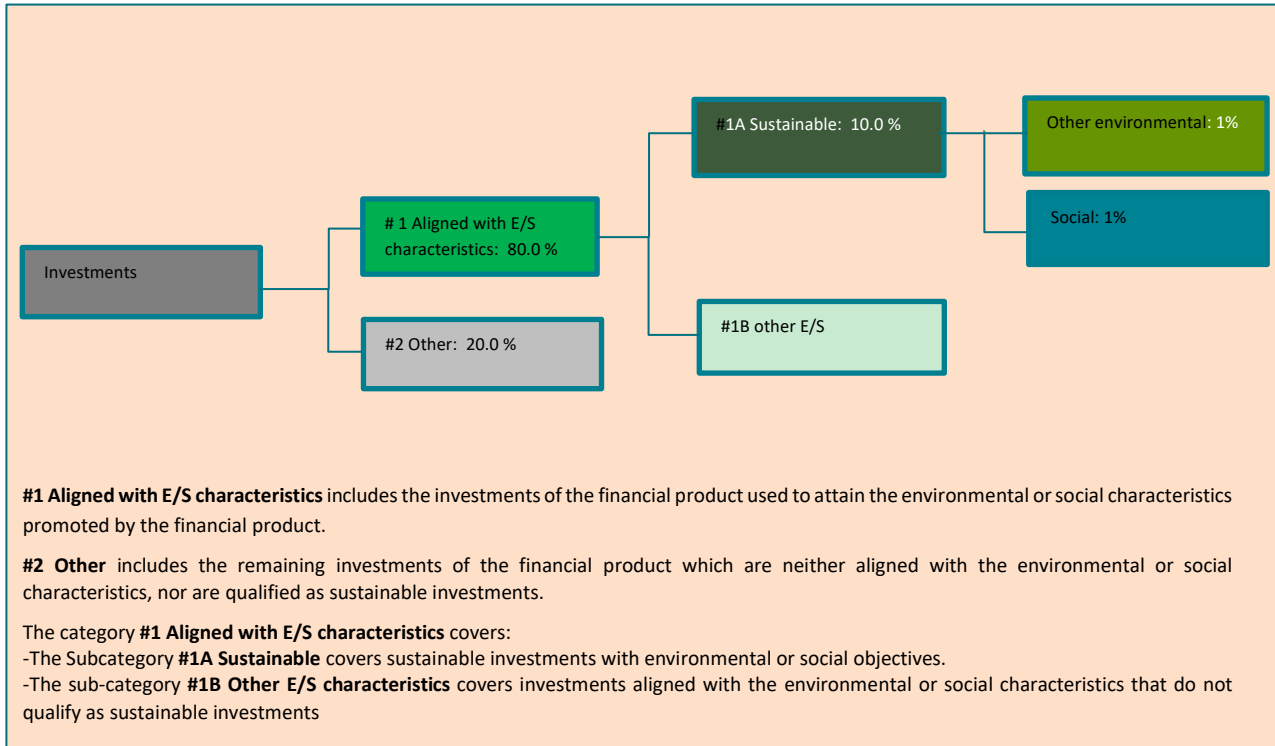 #1A Sustainable: 10.0 %
Other environmental: 1%
# 1 Aligned with E/S
characteristics: 80.0 %
Social: 1%
Investments
#2 Other: 20.0 %
#1B other E/S
#1 Aligned with E/S characteristics includes the investments of the financial product used to attain the environmental or social characteristics
promoted by the financial product.
#2 Other includes the remaining investments of the financial product which are neither aligned with the environmental or social
characteristics, nor are qualified as sustainable investments.
The category #1 Aligned with E/S characteristics covers:
-The Subcategory #1A Sustainable covers sustainable investments with environmental or social objectives.
-The sub-category #1B Other E/S characteristics covers investments aligned with the environmental or social characteristics that do not
qualify as sustainable investments